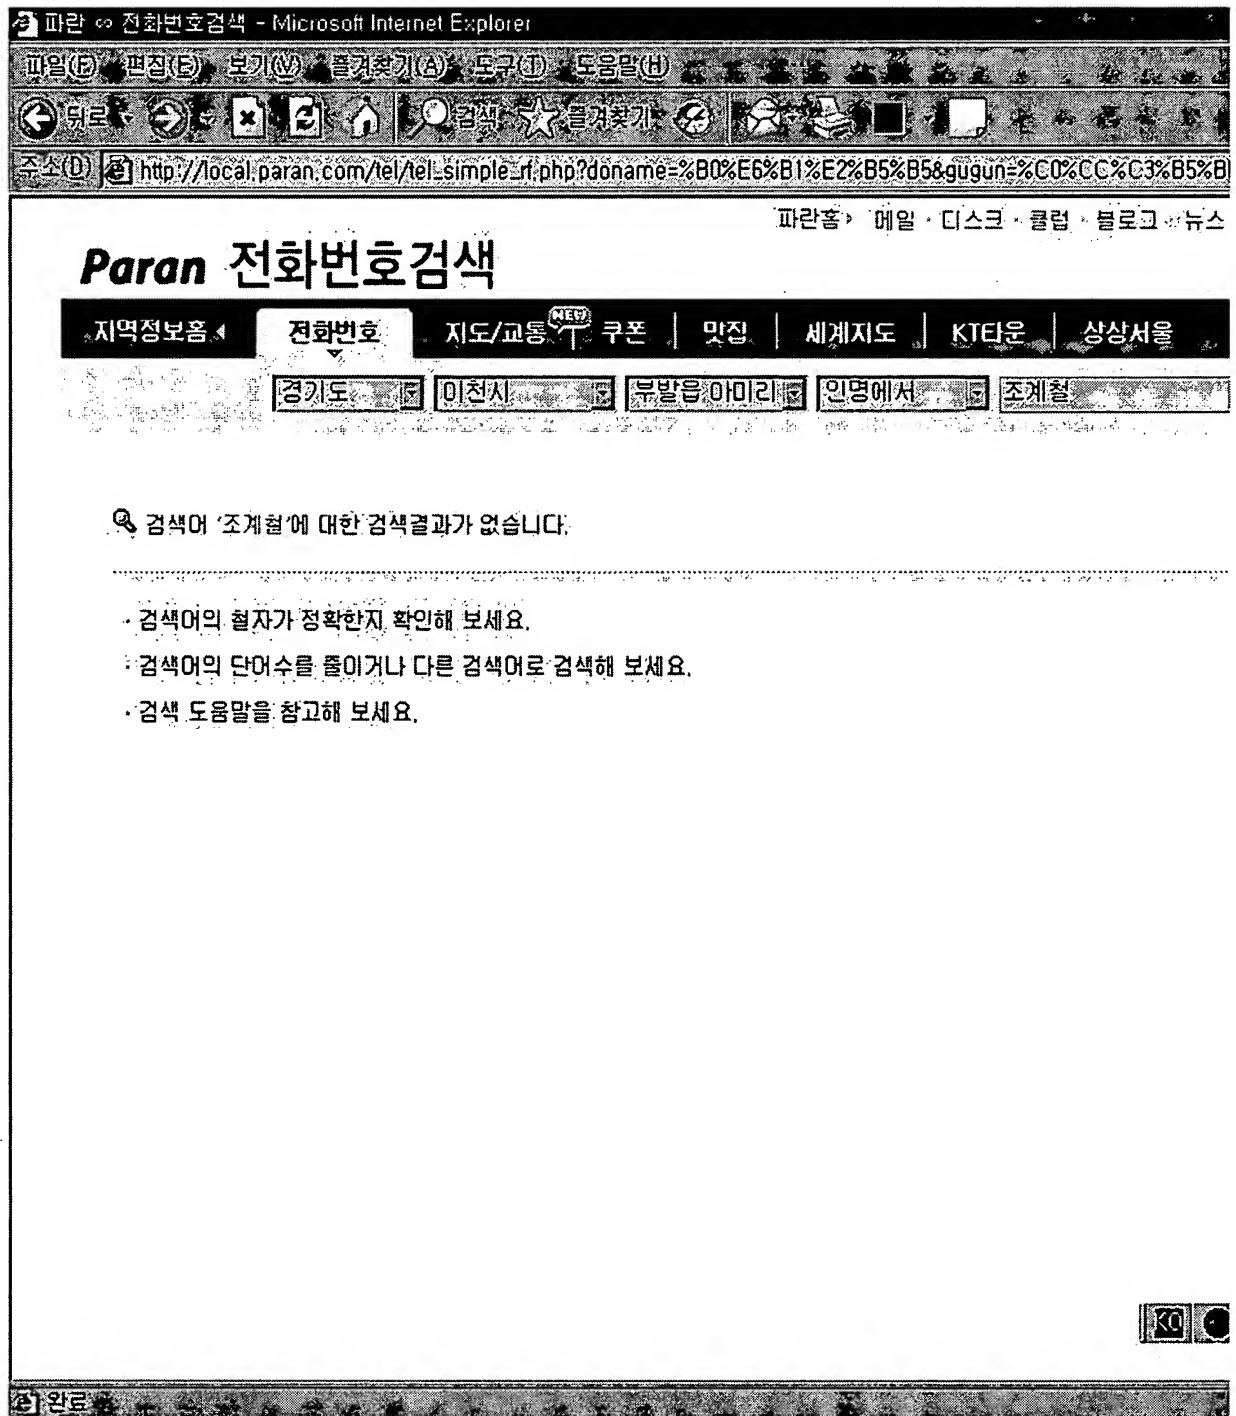 파란 ∞ 전화번호검색 - Microsoft Internet Explorer
파일(F) 편집(E) 보기(V) 즐겨찾기(A) 도구(T) 도움말(H)
뒤로 검색 즐겨찾기
주소(D) http://local.paran.com/tel/tel_simple_rf.php?doname=%B0%E6%B1%E2%B5%B5&gugun=%C0%CC%C3%B5%B
파란홈 메일 · 디스크 · 클럽 · 블로그 · 뉴스
Paran 전화번호검색
지역정보홈 전화번호 지도/교통 NEW 쿠폰 | 맛집 | 세계지도 | KT타운 | 상상서울
경기도 이천시 부발읍 아미리 인명에서 조계철
검색어 '조계철'에 대한 검색결과가 없습니다.
· 검색어의 철자가 정확한지 확인해 보세요.
· 검색어의 단어수를 줄이거나 다른 검색어로 검색해 보세요.
· 검색 도움말을 참고해 보세요.
완료